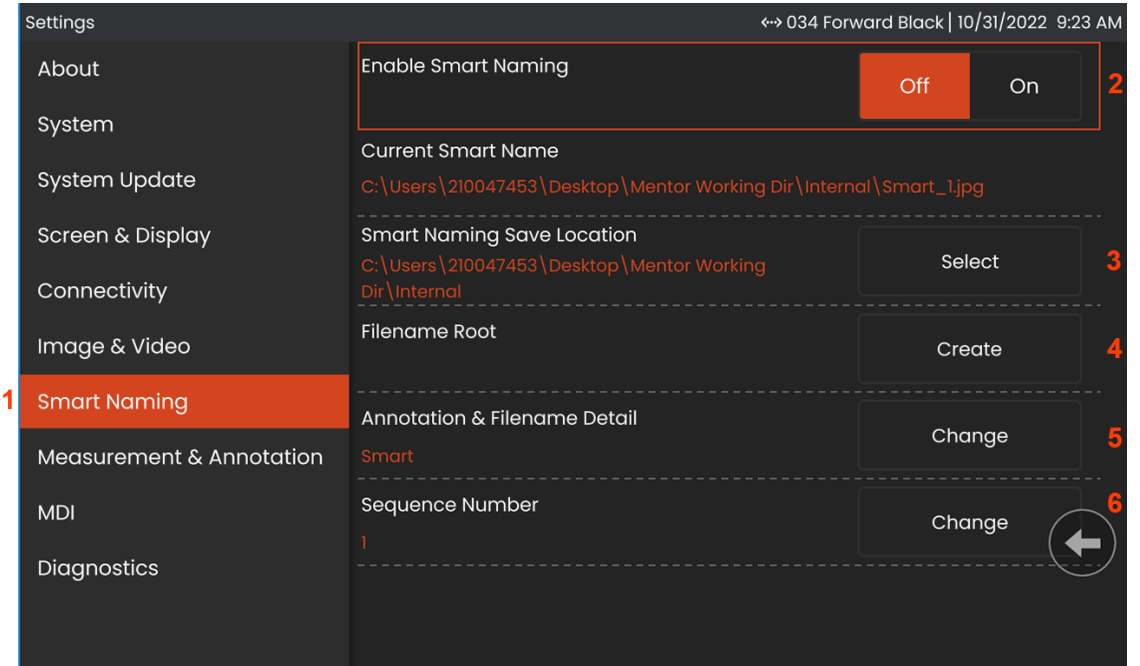 Settings
034 Forward Black | 10/31/2022 9:23 AM
About
System
System Update
Screen & Display
Connectivity
Image & Video
1
Smart Naming
Measurement & Annotation
MDI
Diagnostics
Enable Smart Naming
Off
On
2
Current Smart Name
C:\Users\210047453\Desktop\Mentor Working Dir\Internal\Smart_1.jpg
Smart Naming Save Location
C:\Users\210047453\Desktop\Mentor Working
Dir\Internal
Select
3
Filename Root
Create
4
Annotation & Filename Detail
Smart
Change
5
Sequence Number
1
Change
6